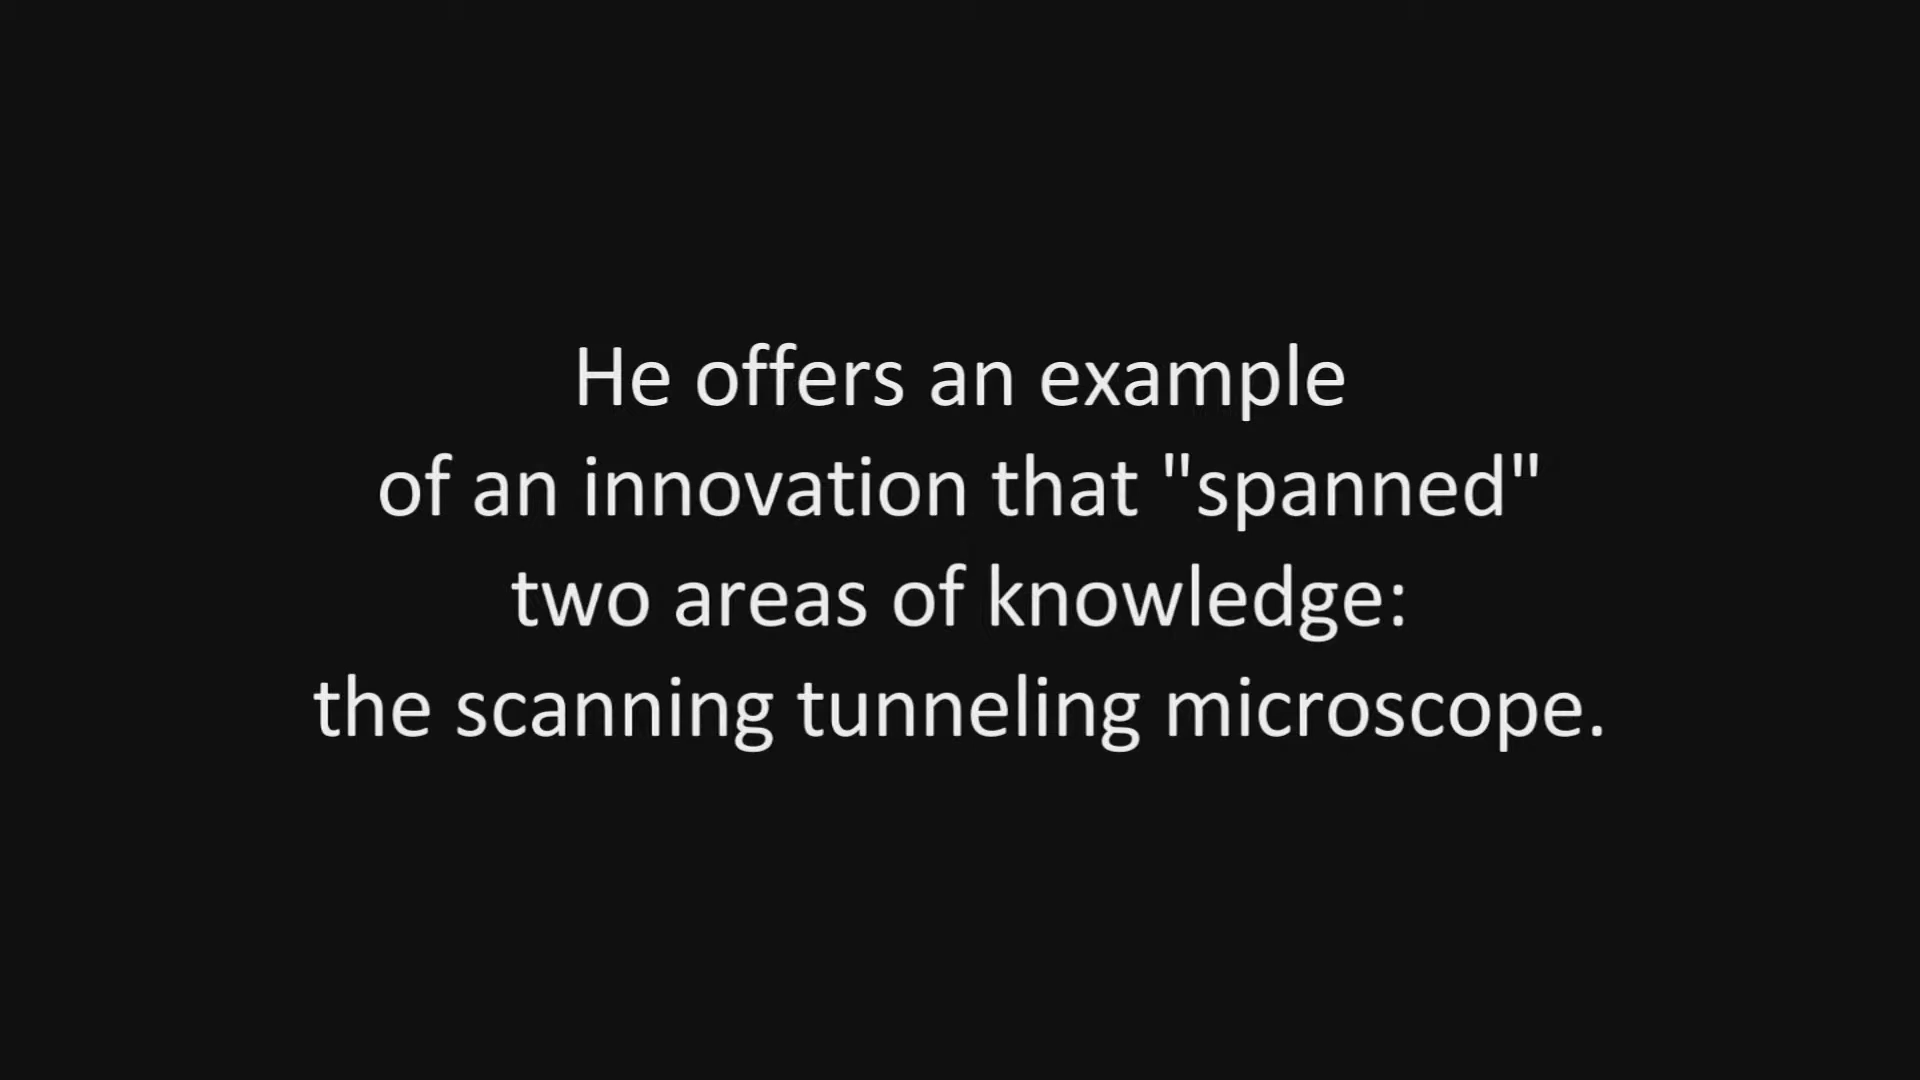 He offers an example
of an innovation that "spanned"
two areas of knowledge:
the scanning tunneling microscope.